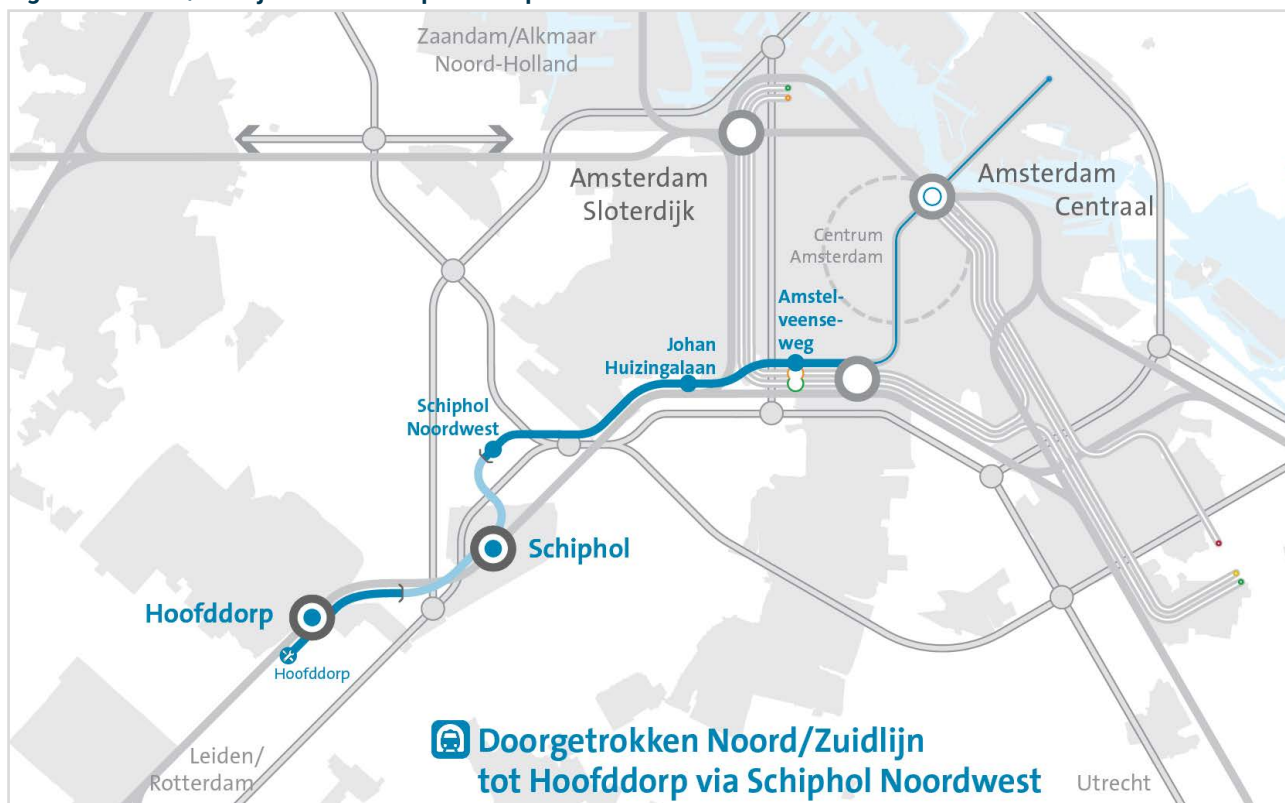 Zaandam/Alkmaar
Noord-Holland
Amsterdam
Sloterdijk
Amsterdam
Centraal
Centrum
Amsterdam
Amstel-
veense-
weg
Johan
Huizingalaan
Schiphol
Noordwest
Schiphol
Hoofddorp
Hoofddorp
Leiden/
Rotterdam
Doorgetrokken Noord/Zuidlijn
tot Hoofddorp via Schiphol Noordwest
Utrecht